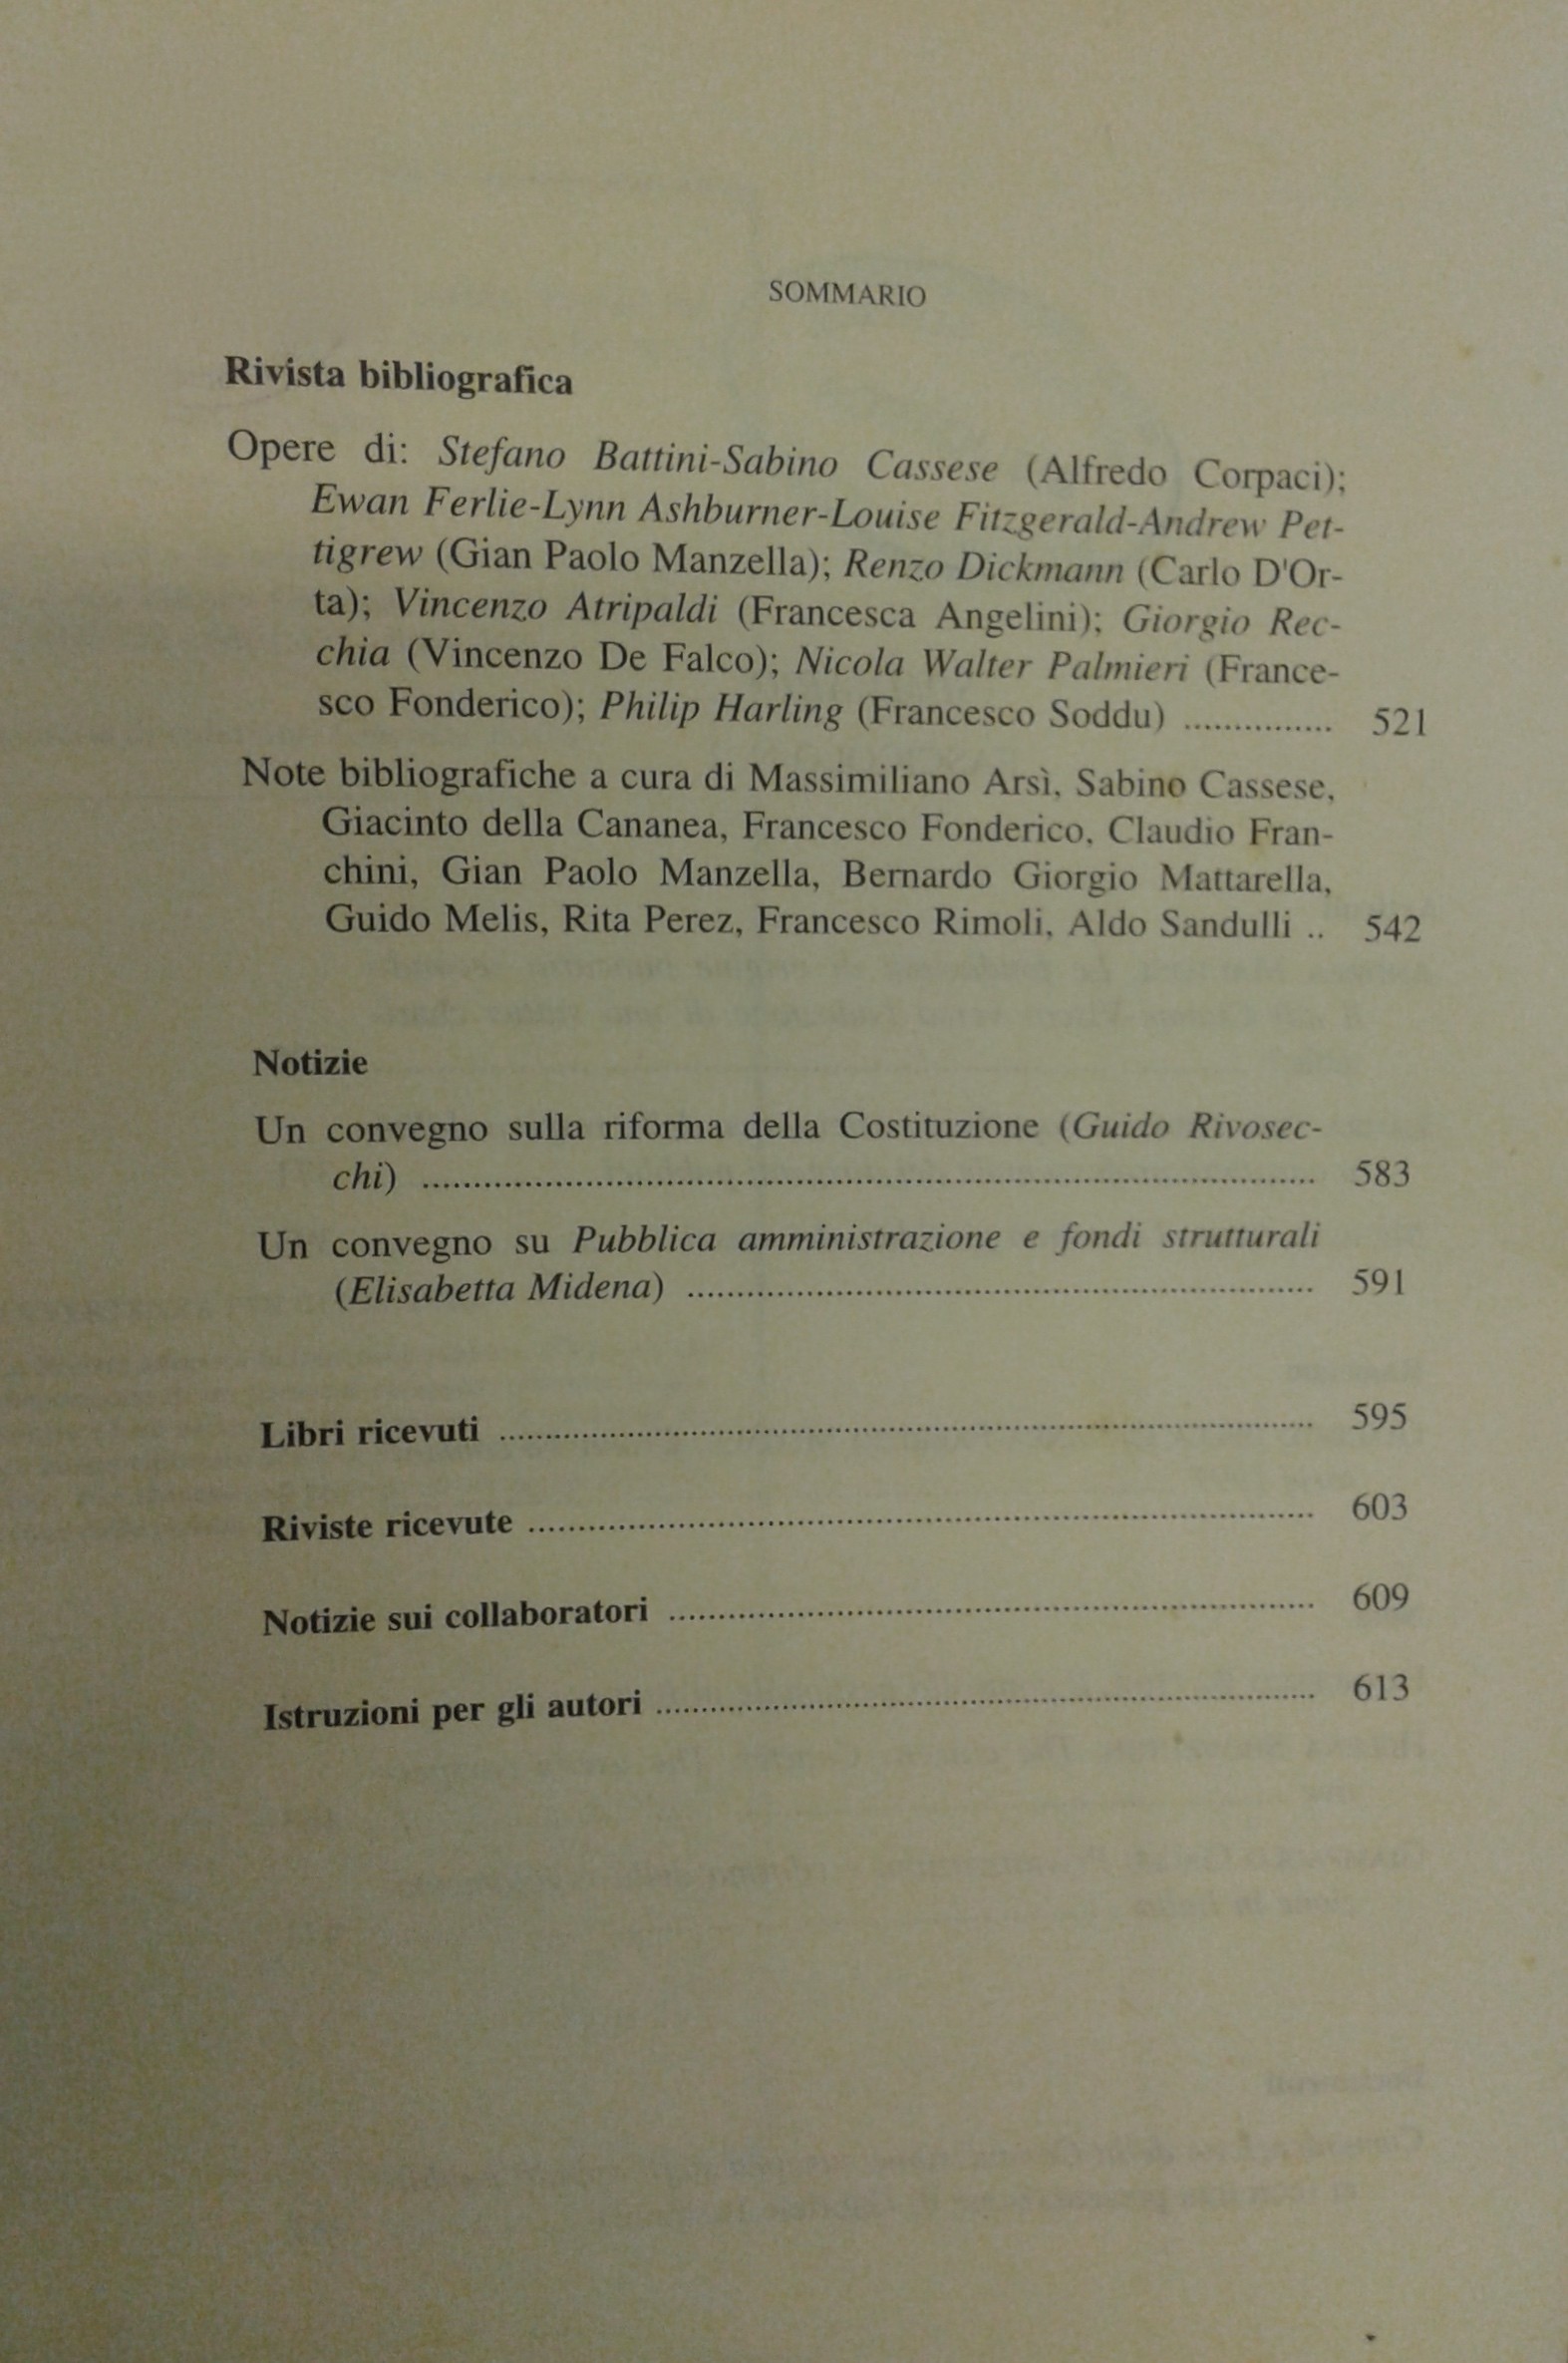 SOMMARIO
Rivista bibliografica
Opere di: Stefano Battini-Sabino Cassese (Alfredo Corpaci);
Ewan Ferlie-Lynn Ashburner-Louise Fitzgerald-Andrew Pet-
tigrew (Gian Paolo Manzella); Renzo Dickmann (Carlo D'Or-
ta); Vincenzo Atripaldi (Francesca Angelini); Giorgio Rec-
chia (Vincenzo De Falco); Nicola Walter Palmieri (France-
sco Fonderico); Philip Harling (Francesco Soddu) ............... 521
Note bibliografiche a cura di Massimiliano Arsì, Sabino Cassese,
Giacinto della Cananea, Francesco Fonderico, Claudio Fran-
chini, Gian Paolo Manzella, Bernardo Giorgio Mattarella,
Guido Melis, Rita Perez, Francesco Rimoli, Aldo Sandulli .. 542
Notizie
Un convegno sulla riforma della Costituzione (Guido Rivosec-
chi) ............................................................ 583
Un convegno su Pubblica amministrazione e fondi strutturali
(Elisabetta Midena) ............................................ 591
Libri ricevuti ............................................................ 595
Riviste ricevute ............................................................ 603
Notizie sui collaboratori ................................................ 609
Istruzioni per gli autori ................................................ 613